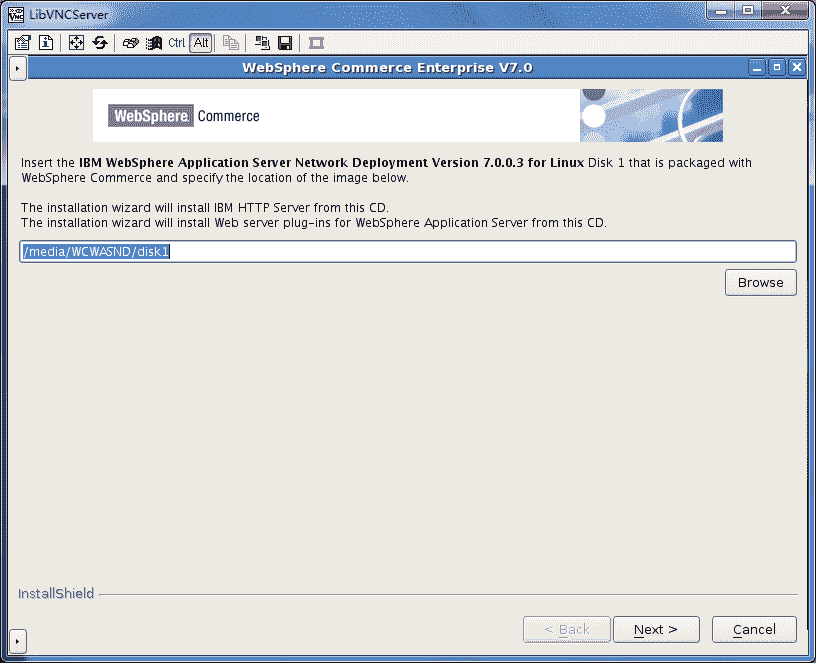 LibVNCServer
Ctrl Alt
WebSphere Commerce Enterprise V7.0
WebSphere. Commerce
Insert the IBM WebSphere Application Server Network Deployment Version 7.0.0.3 for Linux Disk 1 that is packaged with
WebSphere Commerce and specify the location of the image below.
The installation wizard will install IBM HTTP Server from this CD.
The installation wizard will install Web server plug-ins for WebSphere Application Server from this CD.
/media/WCWASND/disk1
Browse
InstallShield
< Back Next > Cancel